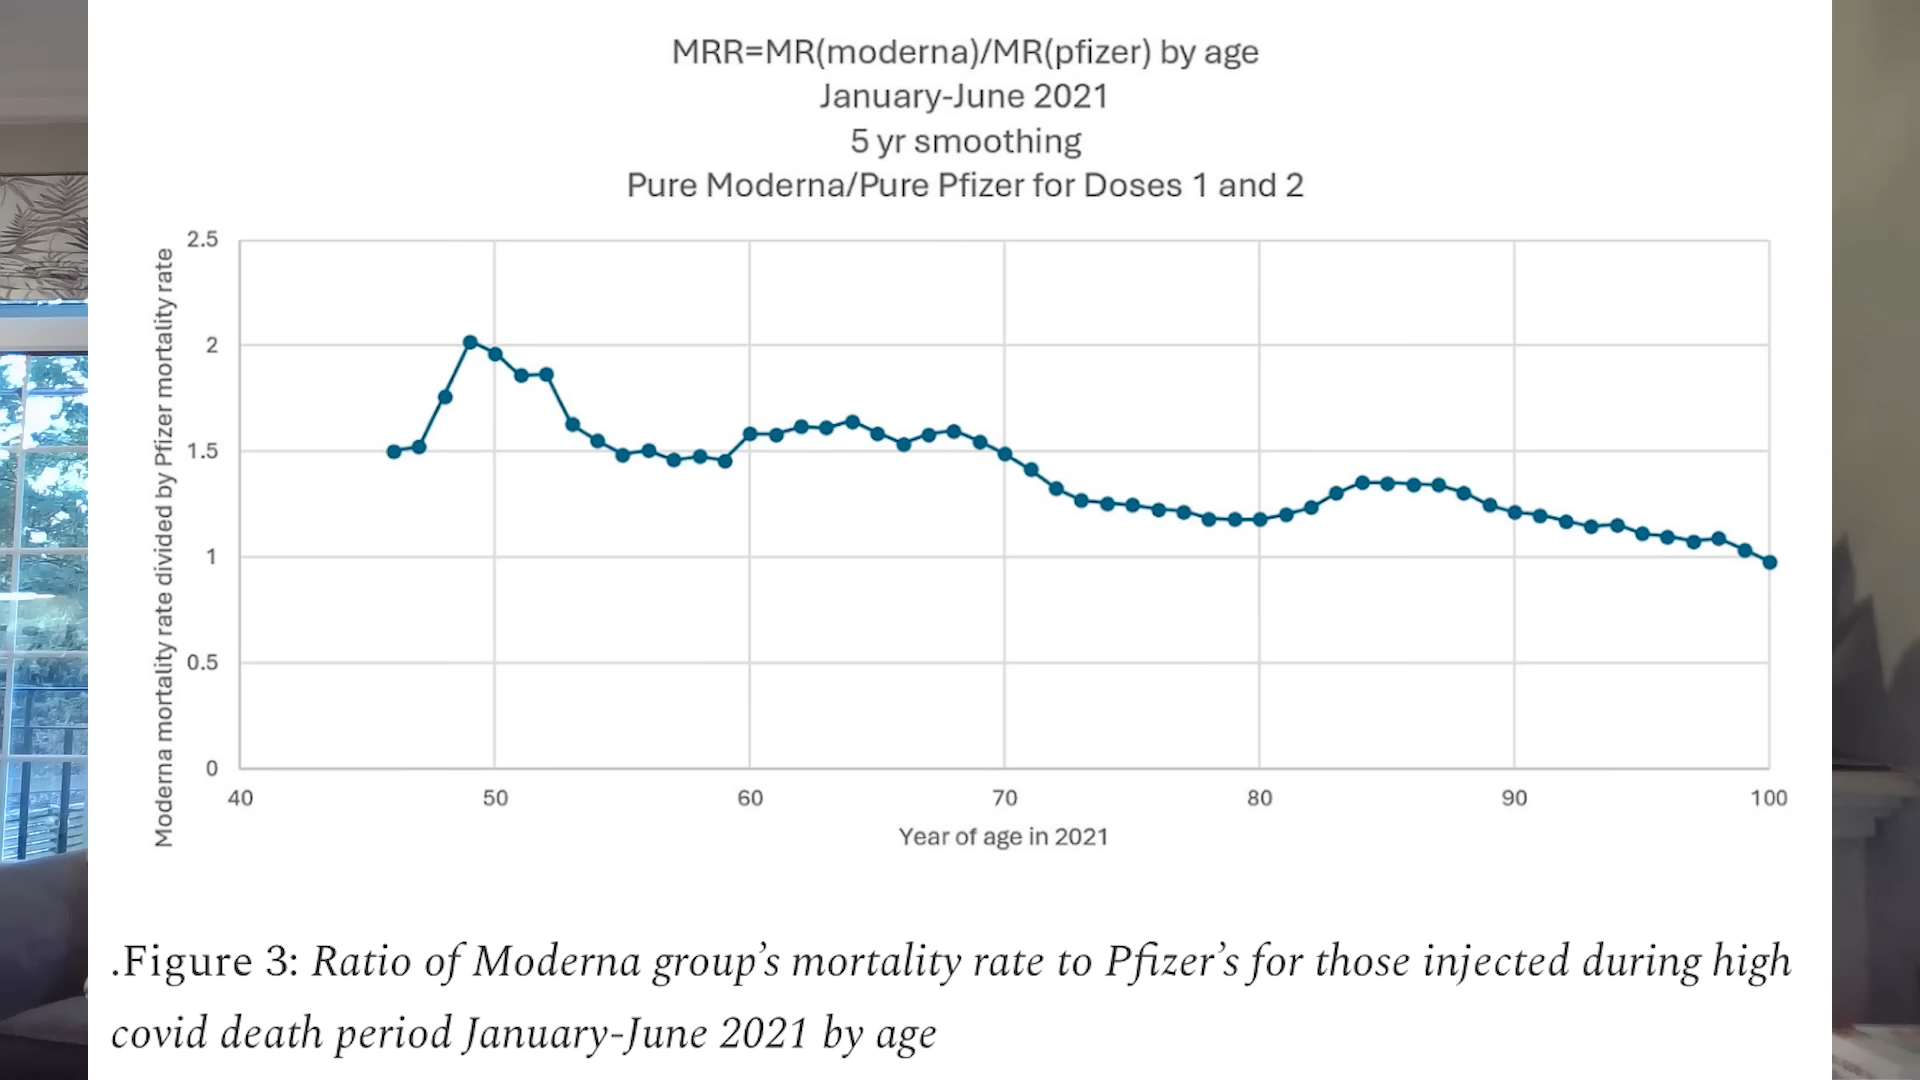 MRR=MR(moderna)/MR(pfizer) by age
January-June 2021
5 yr smoothing
Pure Moderna/Pure Pfizer for Doses 1 and 2
Moderna mortality rate divided by Pfizer mortality rate
2.5
2
1.5
1
0.5
0
40 50 60 70 80 90 100
Year of age in 2021
.Figure 3: Ratio of Moderna group’s mortality rate to Pfizer’s for those injected during high
covid death period January-June 2021 by age